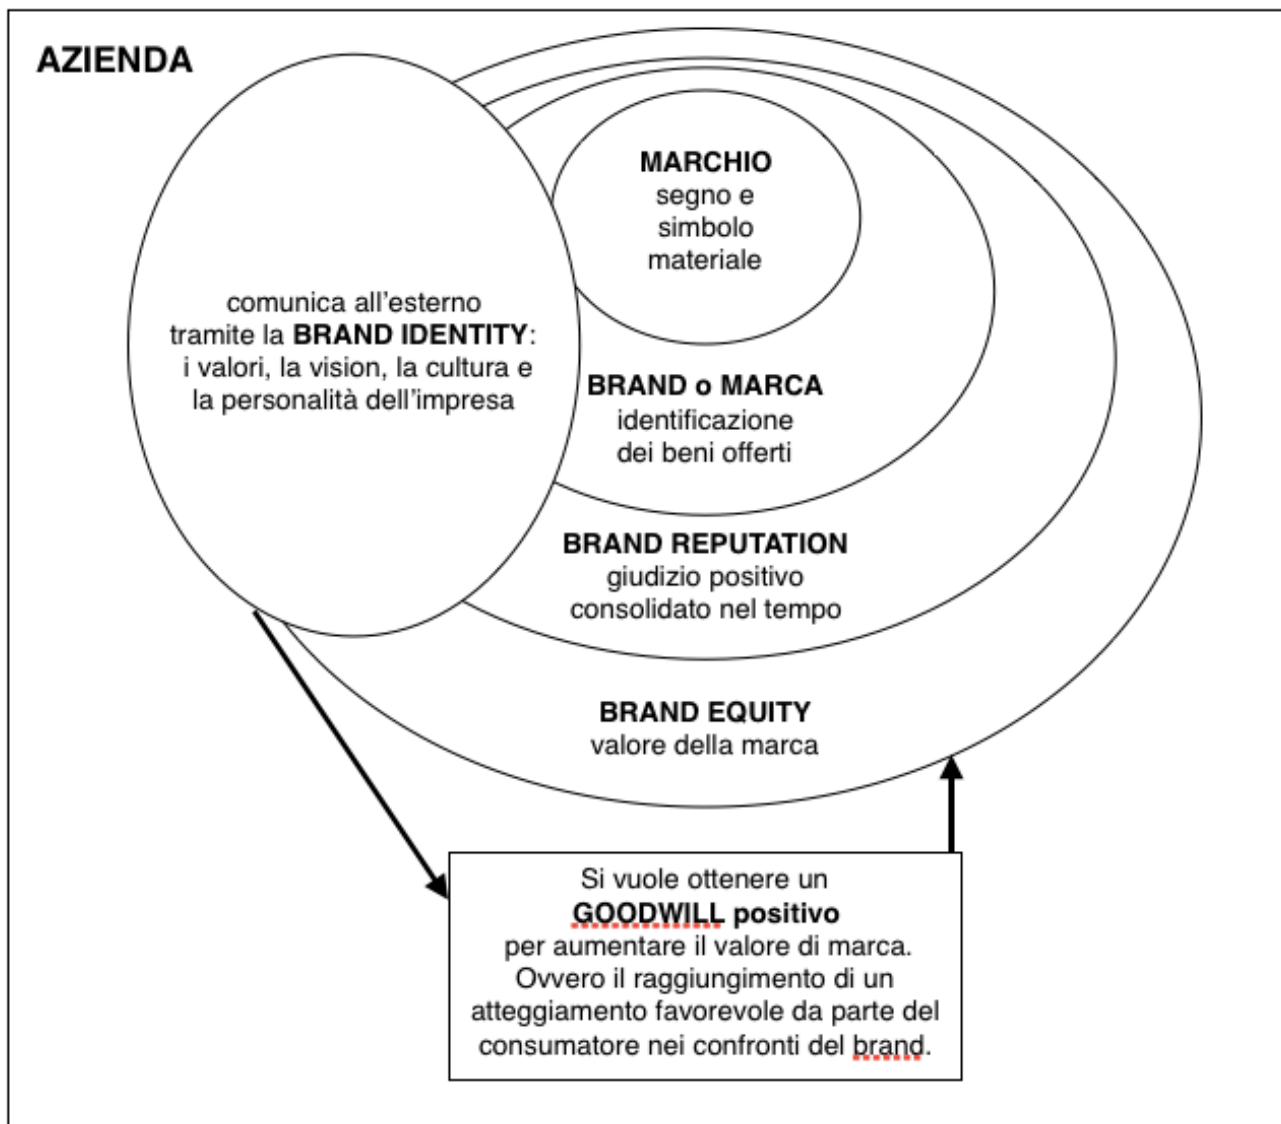 AZIENDA
MARCHIO
segno e
simbolo
materiale
comunica all'esterno
tramite la BRAND IDENTITY:
i valori, la vision, la cultura e
la personalità dell'impresa
BRAND o MARCA
identificazione
dei beni offerti
BRAND REPUTATION
giudizio positivo
consolidato nel tempo
BRAND EQUITY
valore della marca
Si vuole ottenere un
GOODWILL positivo
per aumentare il valore di marca.
Ovvero il raggiungimento di un
atteggiamento favorevole da parte del
consumatore nei confronti del brand.